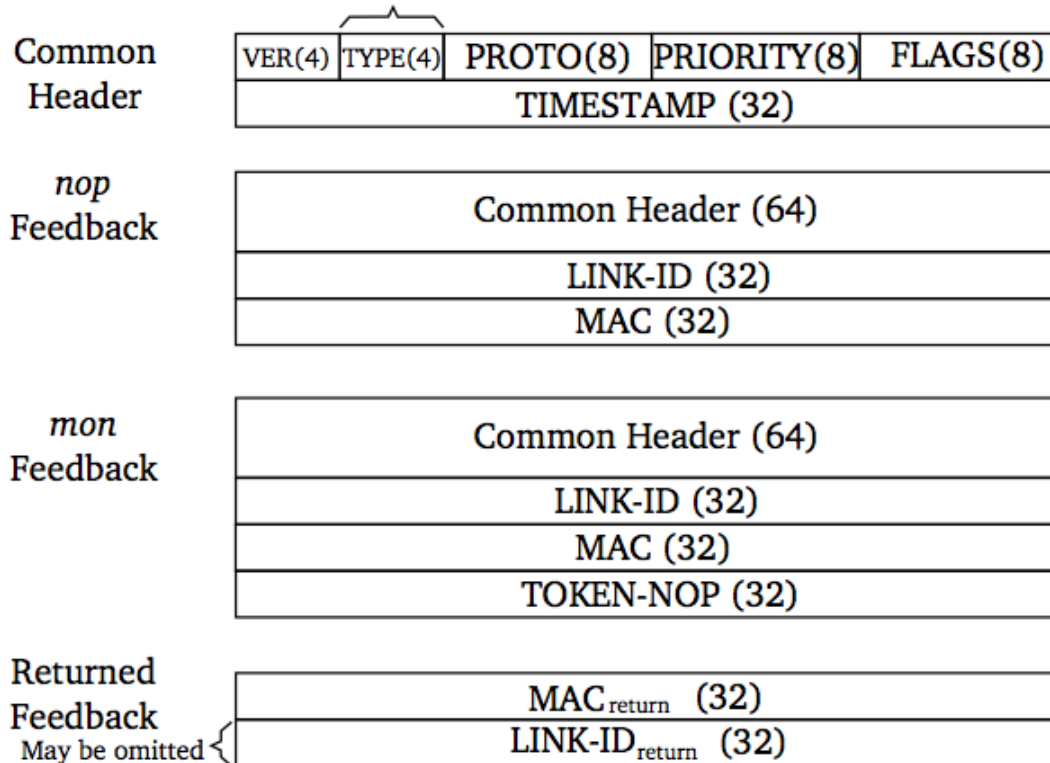 Common
Header
VER(4) TYPE(4) PROTO(8) PRIORITY(8) FLAGS(8)
TIMESTAMP (32)
nop
Feedback
Common Header (64)
LINK-ID (32)
MAC (32)
mon
Feedback
Common Header (64)
LINK-ID (32)
MAC (32)
TOKEN-NOP (32)
Returned
Feedback
May be omitted
MACreturn (32)
LINK-IDreturn (32)